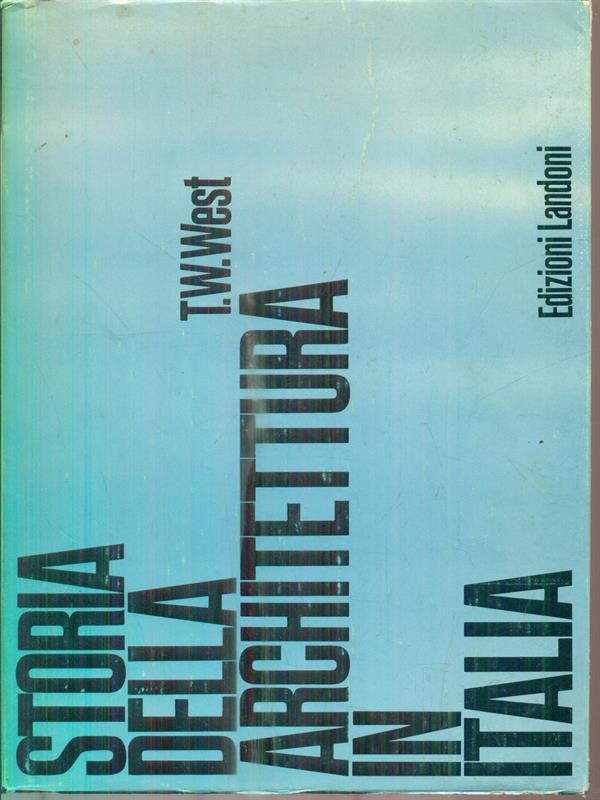 STORIA
DELLA
T.W.West
ARCHITETTURA
IN
ITALIA
Edizioni Landoni